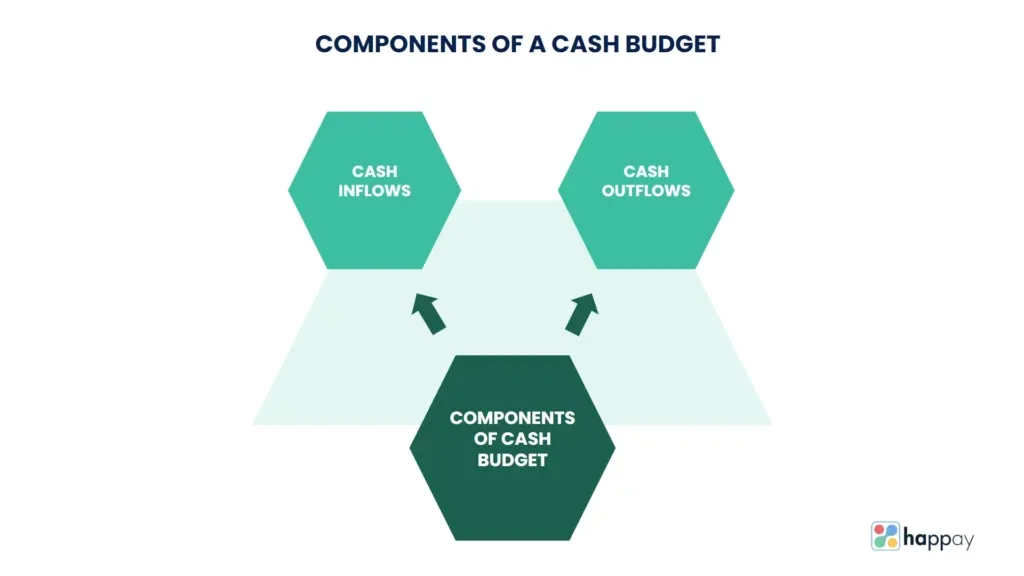 COMPONENTS OF A CASH BUDGET
CASH
INFLOWS
CASH
OUTFLOWS
COMPONENTS
OF CASH
BUDGET
happay